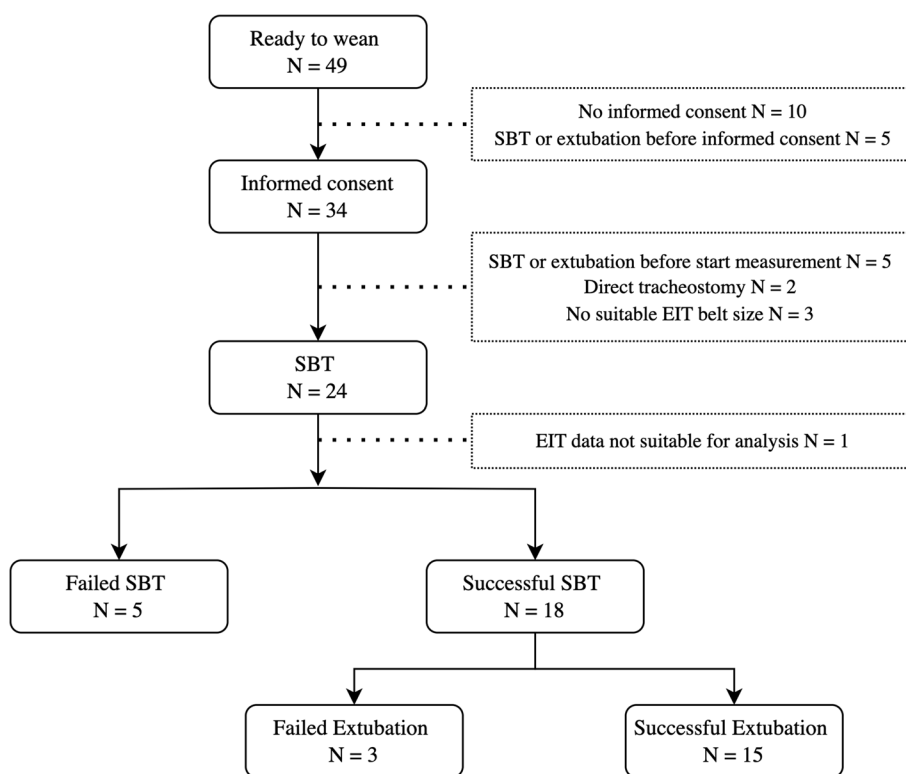 Ready to wean
N = 49
No informed consent N = 10
SBT or extubation before informed consent N = 5
Informed consent
N = 34
SBT or extubation before start measurement N = 5
Direct tracheostomy N = 2
No suitable EIT belt size N = 3
SBT
N = 24
EIT data not suitable for analysis N = 1
Failed SBT
N = 5
Successful SBT
N = 18
Failed Extubation
N = 3
Successful Extubation
N = 15